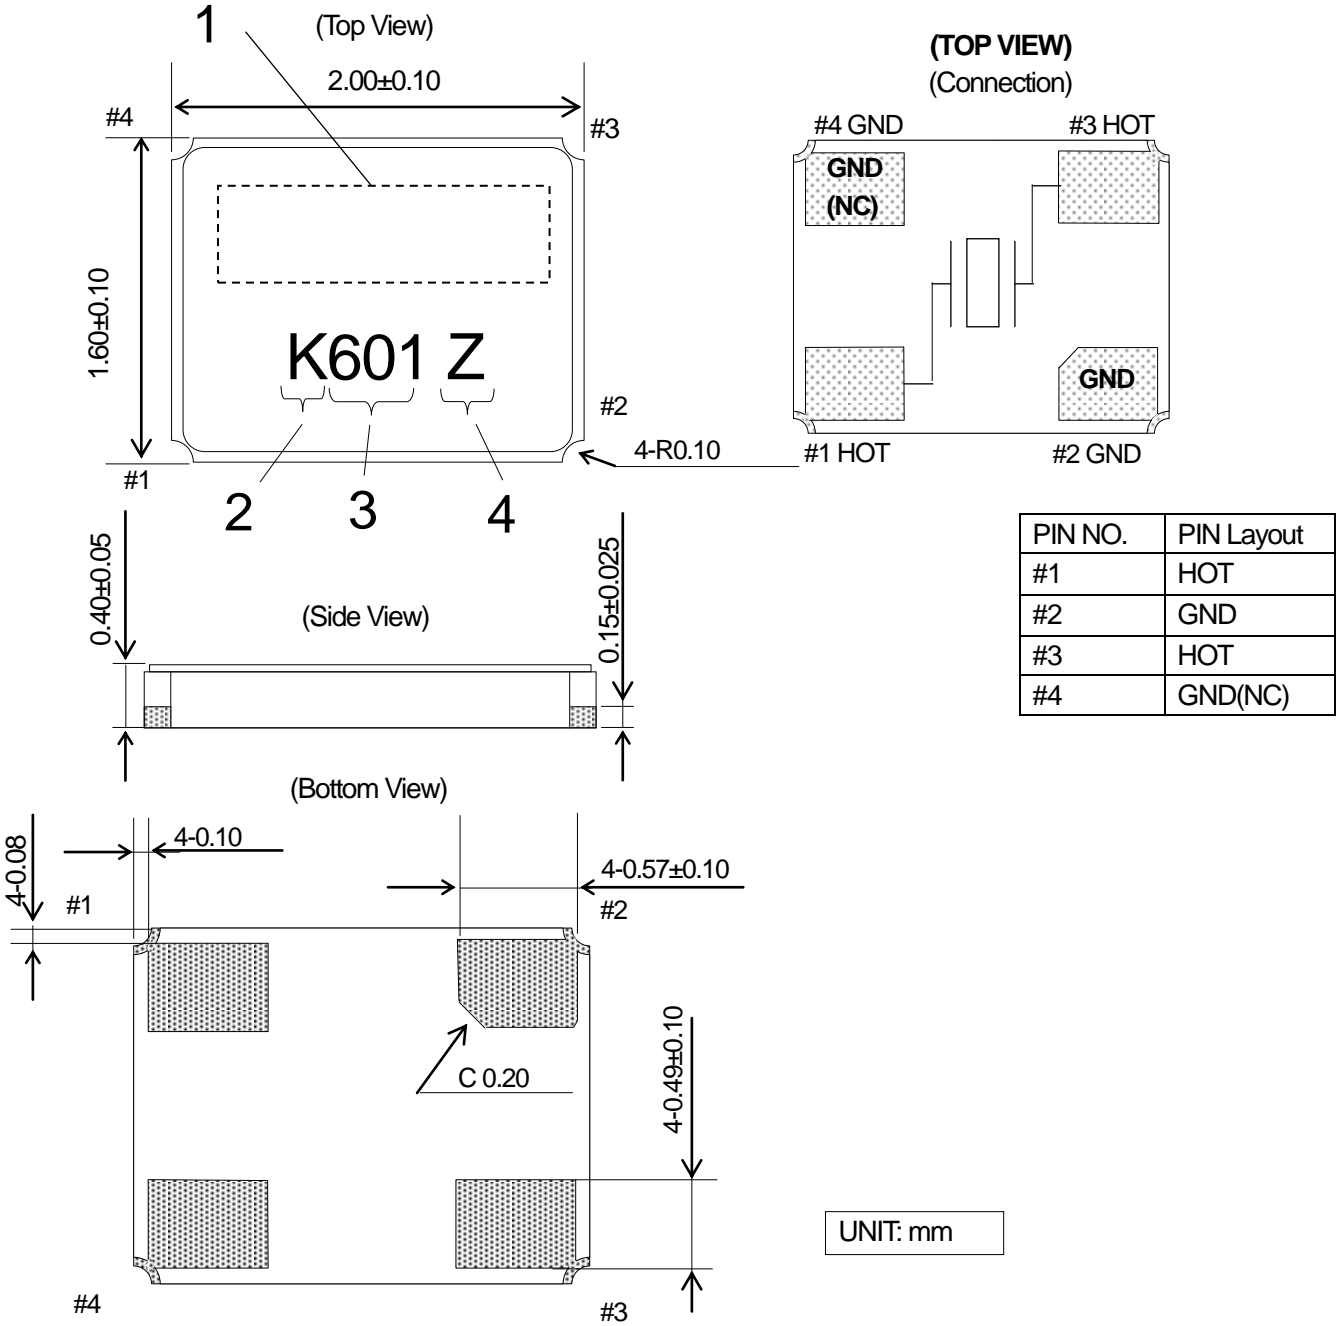 1
(Top View)
2.00±0.10
#4
#3
1.60±0.10
K601 Z
#2
4-R0.10
#1
2
3
4
(TOP VIEW)
(Connection)
#4 GND
#3 HOT
GND
(NC)
GND
#1 HOT
#2 GND
PIN NO. PIN Layout
#1 HOT
#2 GND
#3 HOT
#4 GND(NC)
0.40±0.05
(Side View)
0.15±0.025
(Bottom View)
4-0.08
4-0.10
4-0.57±0.10
#1
#2
C 0.20
4-0.49±0.10
#4
#3
UNIT: mm